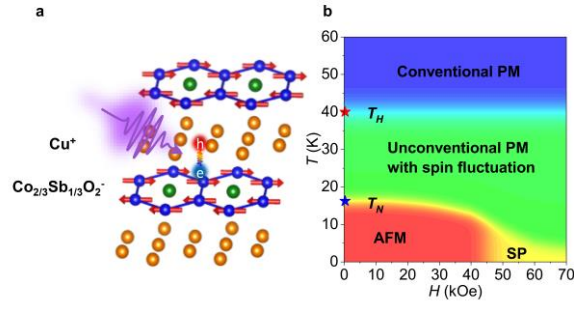 a
Cu⁺
Co₂/₃Sb₁/₃O₂⁻
h
e
b
60
50
40
30
20
10
0
T (K)
Conventional PM
T_H
Unconventional PM
with spin fluctuation
T_N
AFM
SP
0 10 20 30 40 50 60 70
H (kOe)